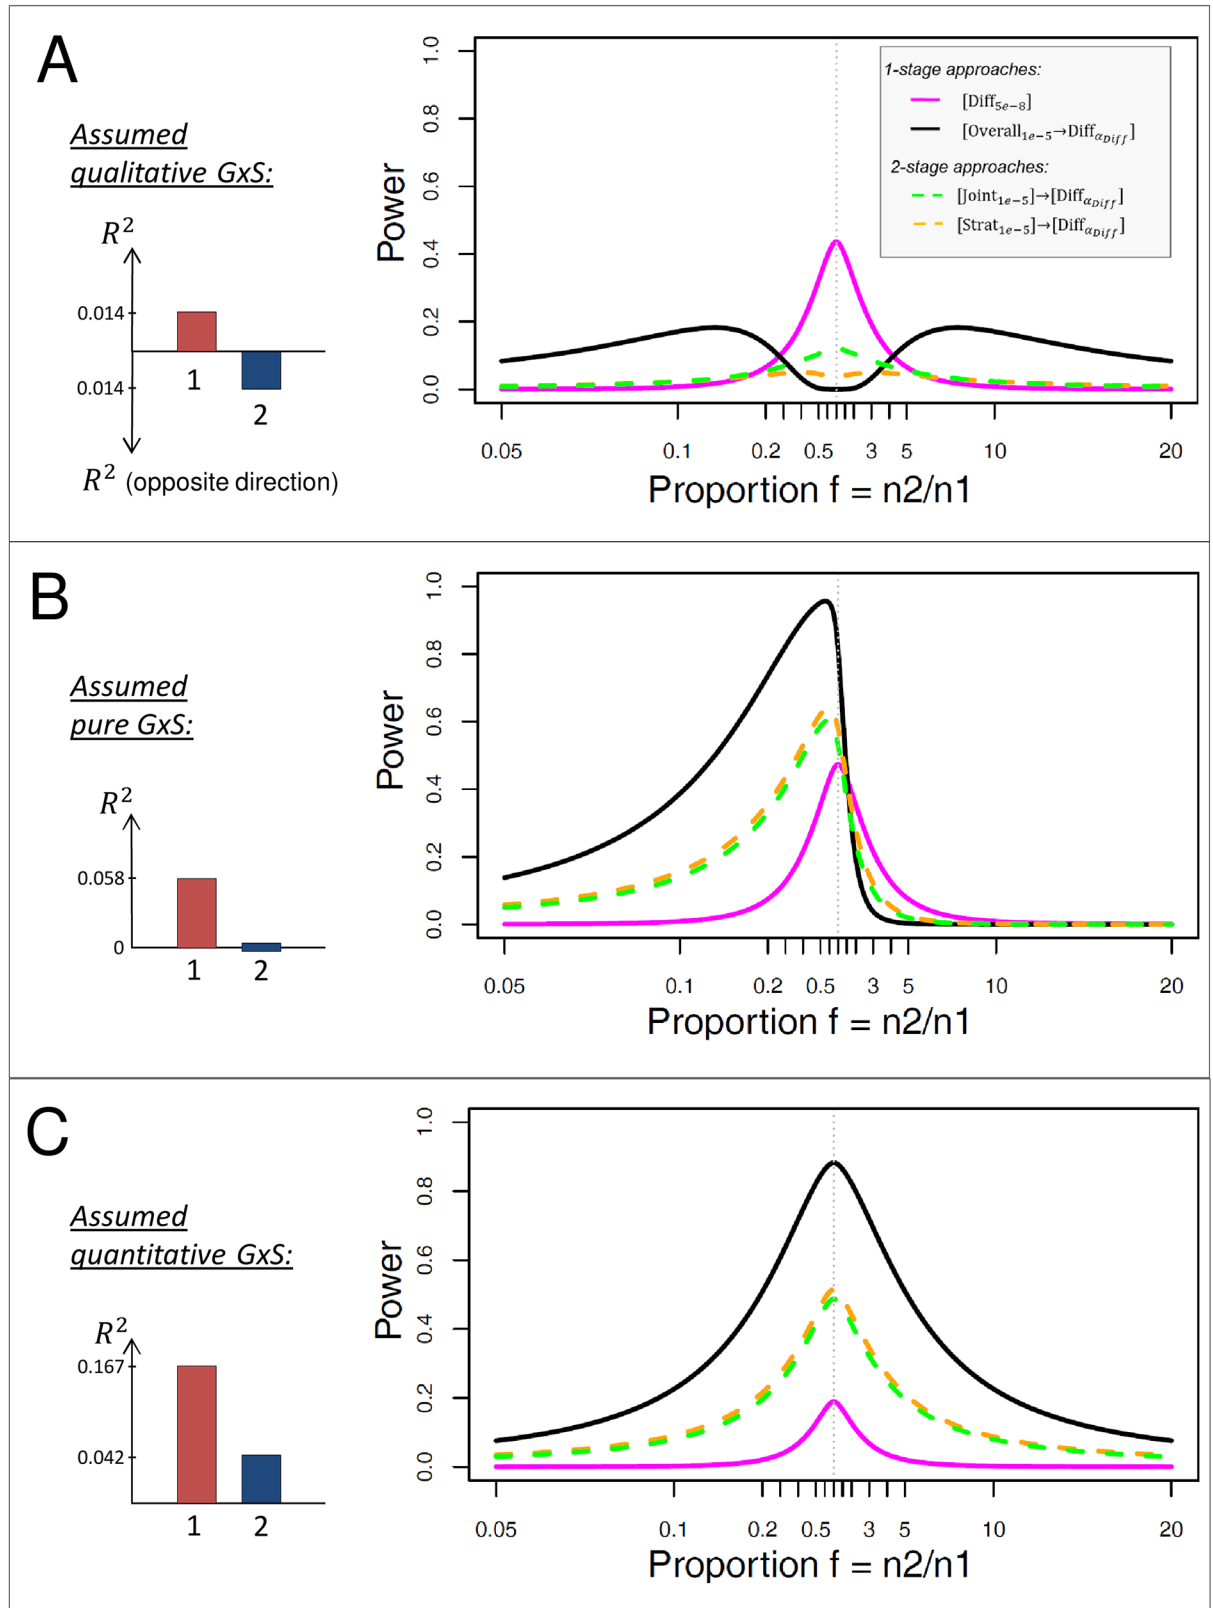 A
Assumed
qualitative GxS:
R²
0.014
1
0.014
2
R² (opposite direction)
Power
1.0
0.8
0.6
0.4
0.2
0.0
1-stage approaches:
[Diff5e−8]
[Overall1e−5→DiffαDiff]
2-stage approaches:
[Joint1e−5]→[DiffαDiff]
[Strat1e−5]→[DiffαDiff]
0.05 0.1 0.2 0.5 3 5 10 20
Proportion f = n2/n1
B
Assumed
pure GxS:
R²
0.058
0
1 2
Power
1.0
0.8
0.6
0.4
0.2
0.0
0.05 0.1 0.2 0.5 3 5 10 20
Proportion f = n2/n1
C
Assumed
quantitative GxS:
R²
0.167
0.042
1 2
Power
1.0
0.8
0.6
0.4
0.2
0.0
0.05 0.1 0.2 0.5 3 5 10 20
Proportion f = n2/n1